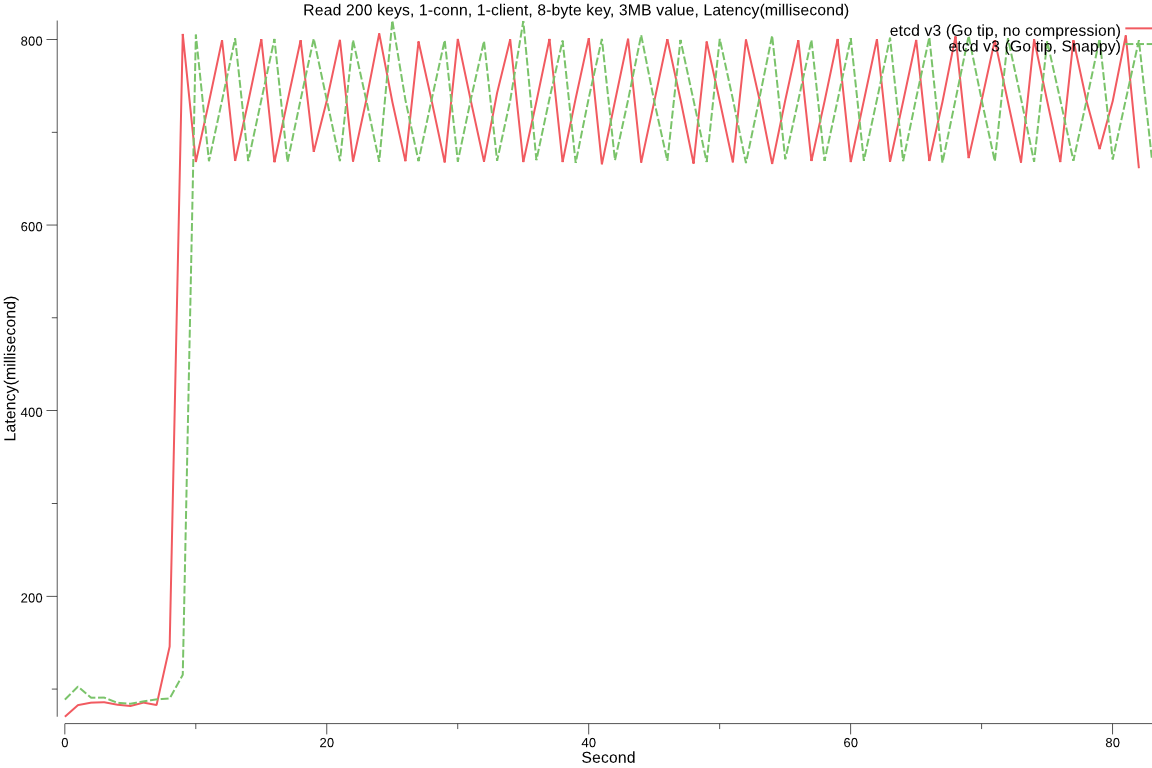 Read 200 keys, 1-conn, 1-client, 8-byte key, 3MB value, Latency(millisecond)
etcd v3 (Go tip, no compression)
etcd v3 (Go tip, Snappy)
800
600
400
200
Latency(millisecond)
0 20 40 60 80
Second